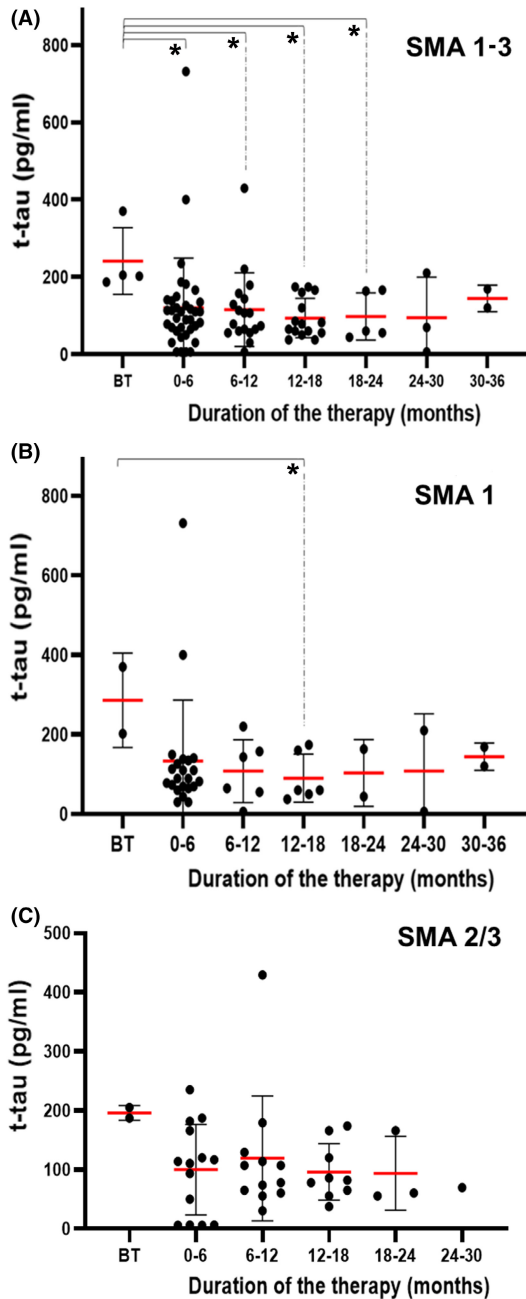 (A)
* * * *
SMA 1-3
t-tau (pg/ml)
800
600
400
200
0
BT 0-6 6-12 12-18 18-24 24-30 30-36
Duration of the therapy (months)
(B)
*
SMA 1
t-tau (pg/ml)
800
600
400
200
0
BT 0-6 6-12 12-18 18-24 24-30 30-36
Duration of the therapy (months)
(C)
SMA 2/3
t-tau (pg/ml)
500
400
300
200
100
0
BT 0-6 6-12 12-18 18-24 24-30
Duration of the therapy (months)